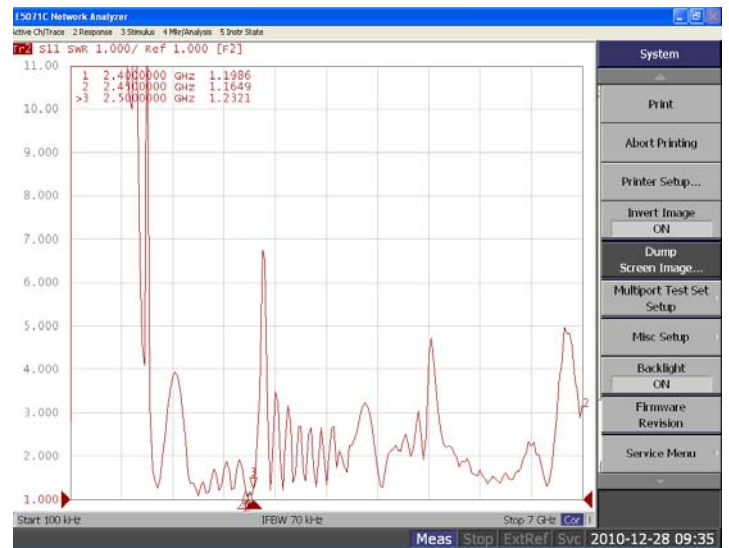 E5071C Network Analyzer
Active Ch/Trace 2 Response 3 Stimulus 4 Mkr/Analysis 5 Instr State
Tr2 S11 SWR 1.000/ Ref 1.000 [F2]
1 2.4000000 GHz 1.1986
2 2.4500000 GHz 1.1649
>3 2.5000000 GHz 1.2321
11.00
10.00
9.000
8.000
7.000
6.000
5.000
4.000
3.000
2.000
1.000
2
3
Start 100 kHz IFBW 70 kHz Stop 7 GHz Cor !
Meas Stop ExtRef Svc 2010-12-28 09:35
System
Print
Abort Printing
Printer Setup...
Invert Image
ON
Dump
Screen Image...
Multiport Test Set
Setup
Misc Setup
Backlight
ON
Firmware
Revision
Service Menu